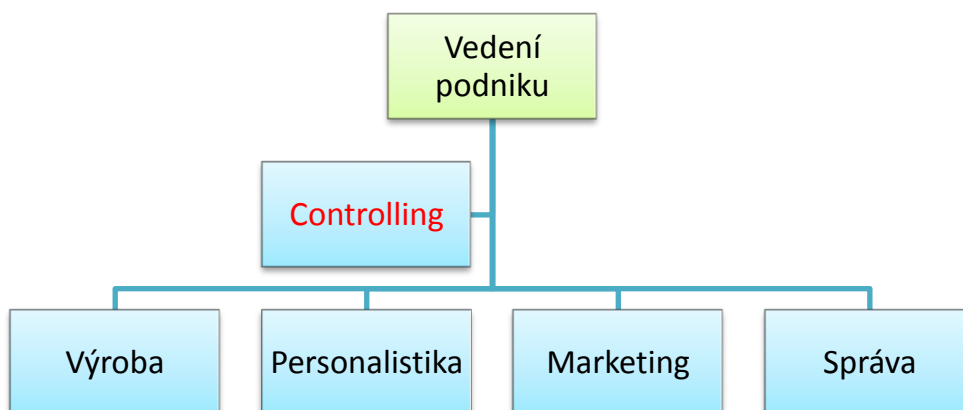 Vedení
podniku
Controlling
Výroba
Personalistika
Marketing
Správa